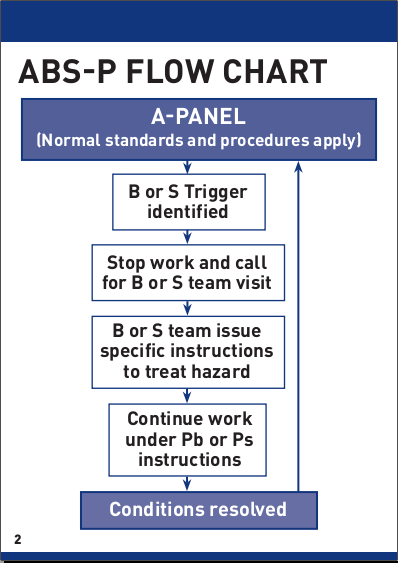 ABS-P FLOW CHART
A-PANEL
(Normal standards and procedures apply)
B or S Trigger
identified
Stop work and call
for B or S team visit
B or S team issue
specific instructions
to treat hazard
Continue work
under Pb or Ps
instructions
Conditions resolved
2